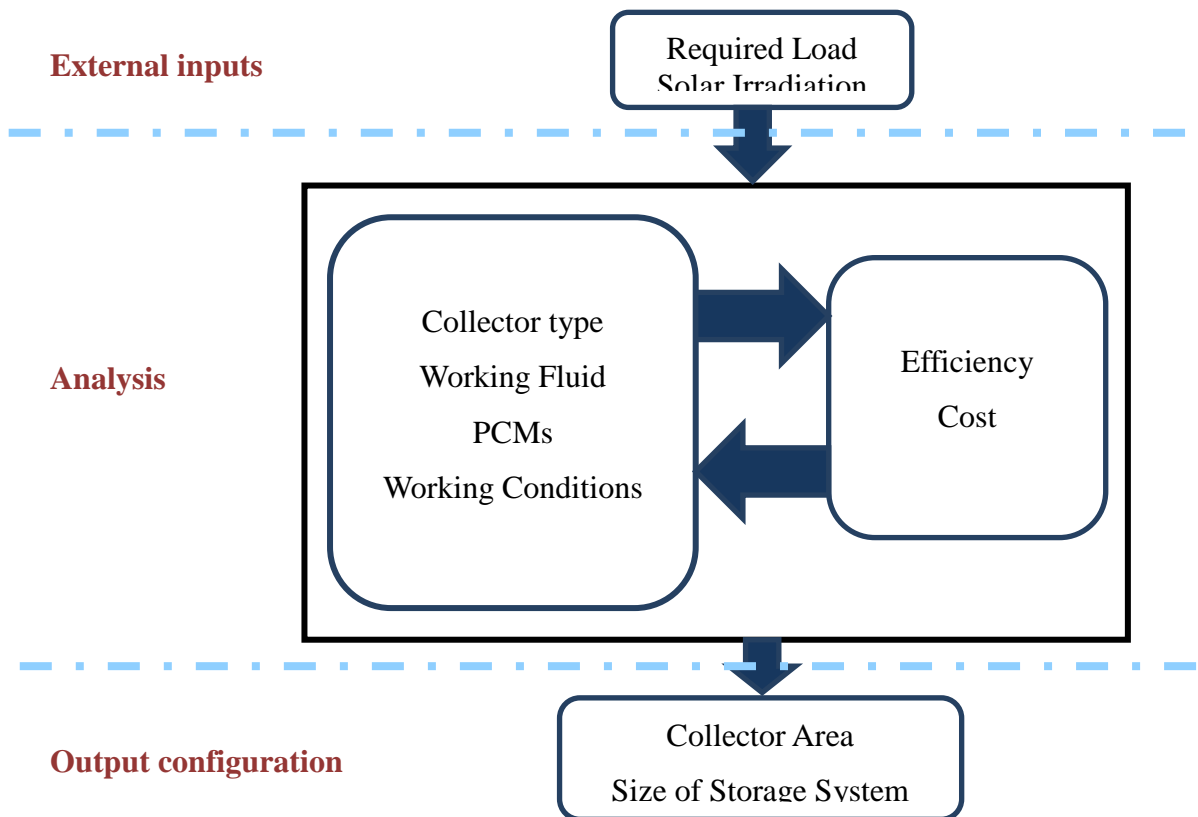 External inputs
Required Load
Solar Irradiation
Analysis
Collector type
Working Fluid
PCMs
Working Conditions
Efficiency
Cost
Output configuration
Collector Area
Size of Storage System